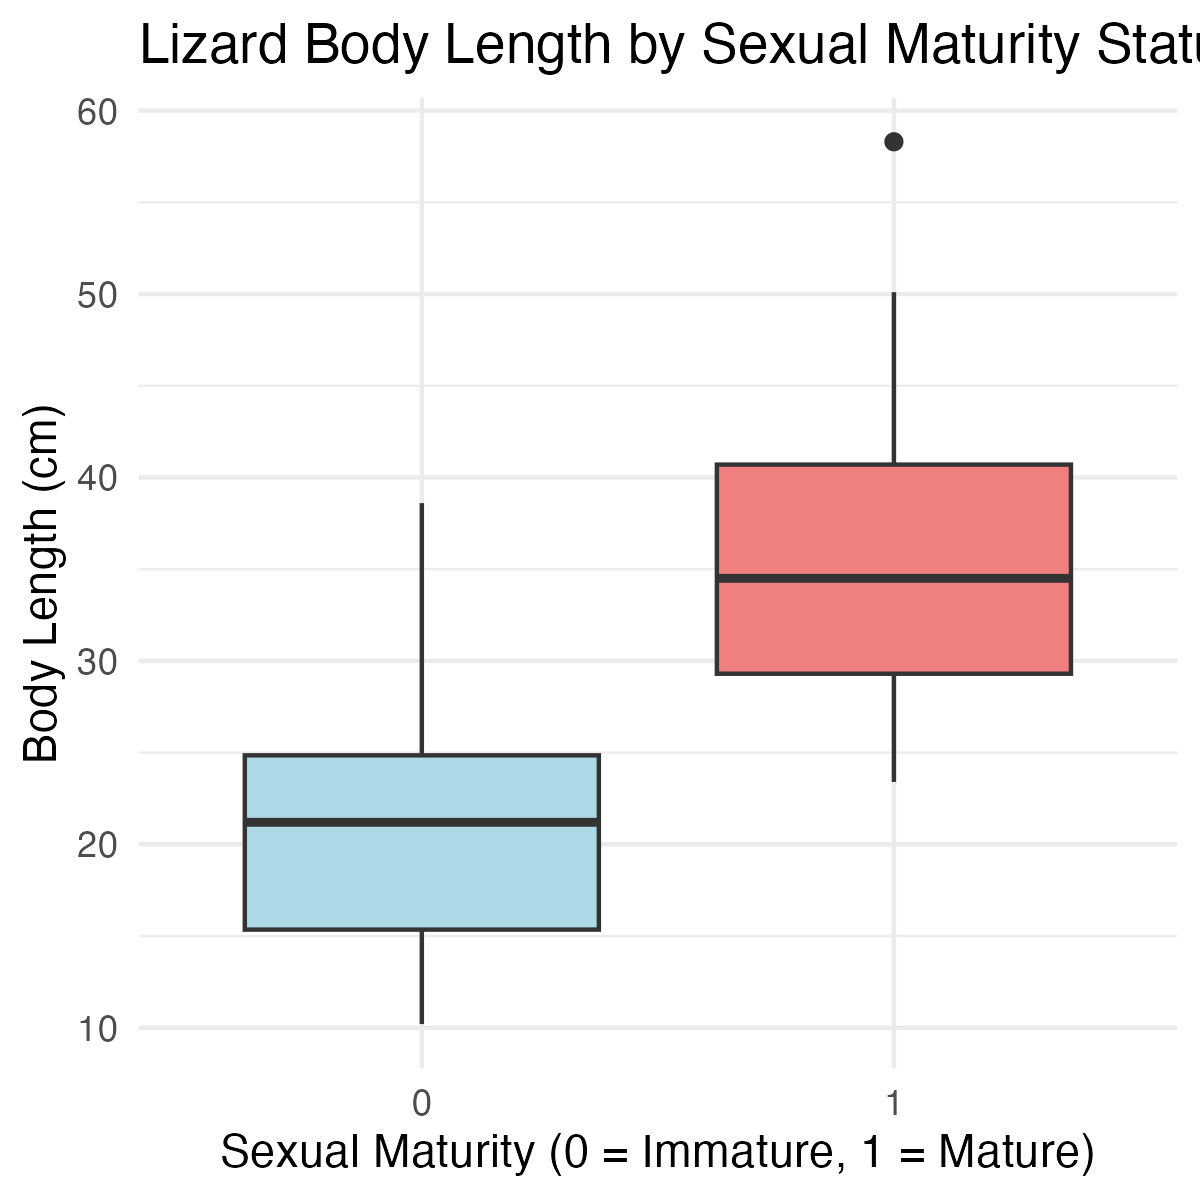 Lizard Body Length by Sexual Maturity Statu
60
50
40
30
20
10
Body Length (cm)
0 1
Sexual Maturity (0 = Immature, 1 = Mature)